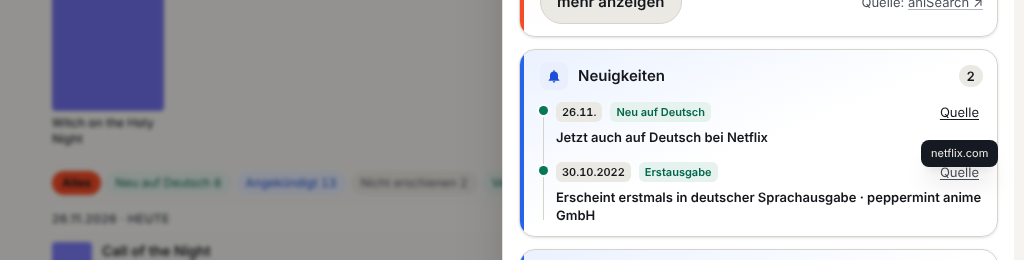 mehr anzeigen
Quelle: aniSearch ↗
Neuigkeiten
2
26.11.
Neu auf Deutsch
Quelle
Jetzt auch auf Deutsch bei Netflix
netflix.com
30.10.2022
Erstausgabe
Quelle
Erscheint erstmals in deutscher Sprachausgabe · peppermint anime
GmbH
Witch on the Holy
Night
Alles
Neu auf Deutsch 8
Angekündigt 13
Nicht erschienen 2
26.11.2026 · HEUTE
Call of the Night